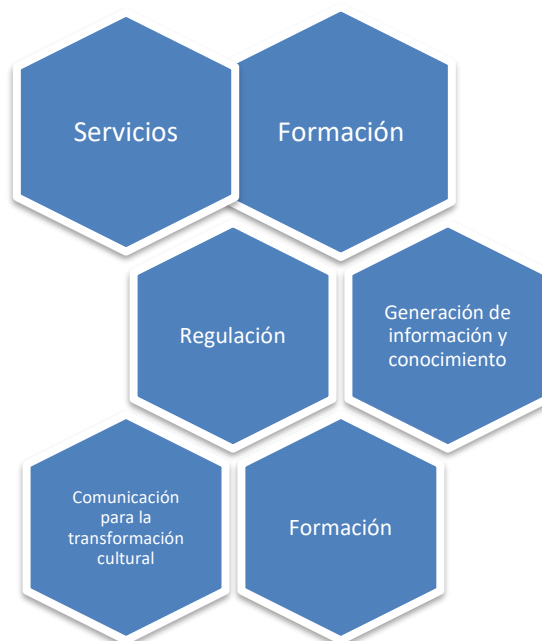 Servicios
Formación
Regulación
Generación de
información y
conocimiento
Comunicación
para la
transformación
cultural
Formación